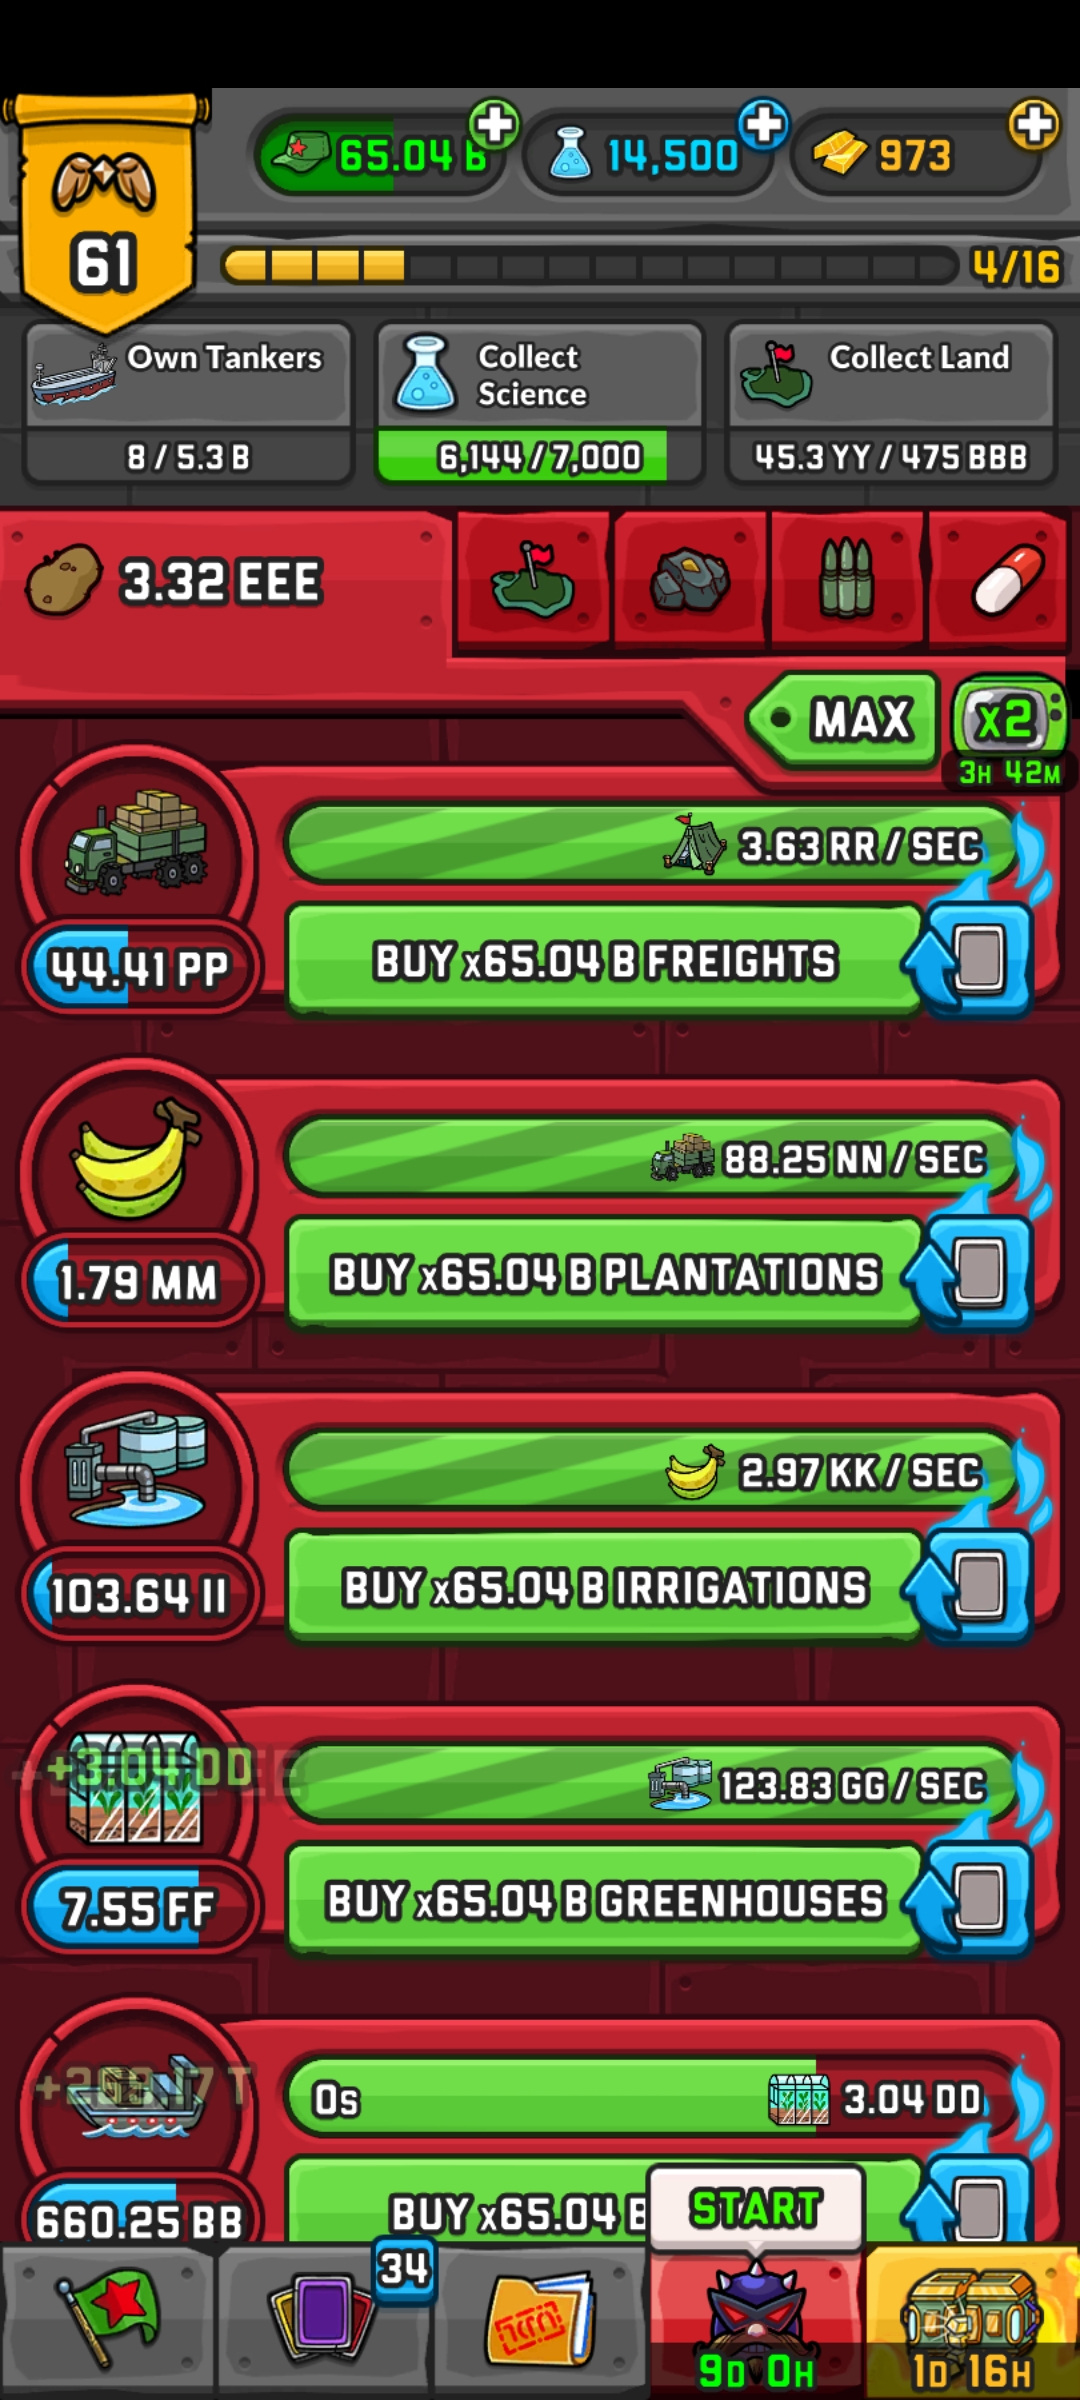 65.04 B
14,500
973
61
4/16
Own Tankers
Collect
Science
Collect Land
8 / 5.3 B
6,144 / 7,000
45.3 YY / 475 BBB
3.32 EEE
MAX
x2
3H 42M
3.63 RR / SEC
44.41 PP
BUY x65.04 B FREIGHTS
88.25 NN / SEC
1.79 MM
BUY x65.04 B PLANTATIONS
2.97 KK / SEC
103.64 II
BUY x65.04 B IRRIGATIONS
+3.04 DD
123.83 GG / SEC
7.55 FF
BUY x65.04 B GREENHOUSES
0s
3.04 DD
660.25 BB
BUY x65.04 B
START
34
9D 0H
1D 16H